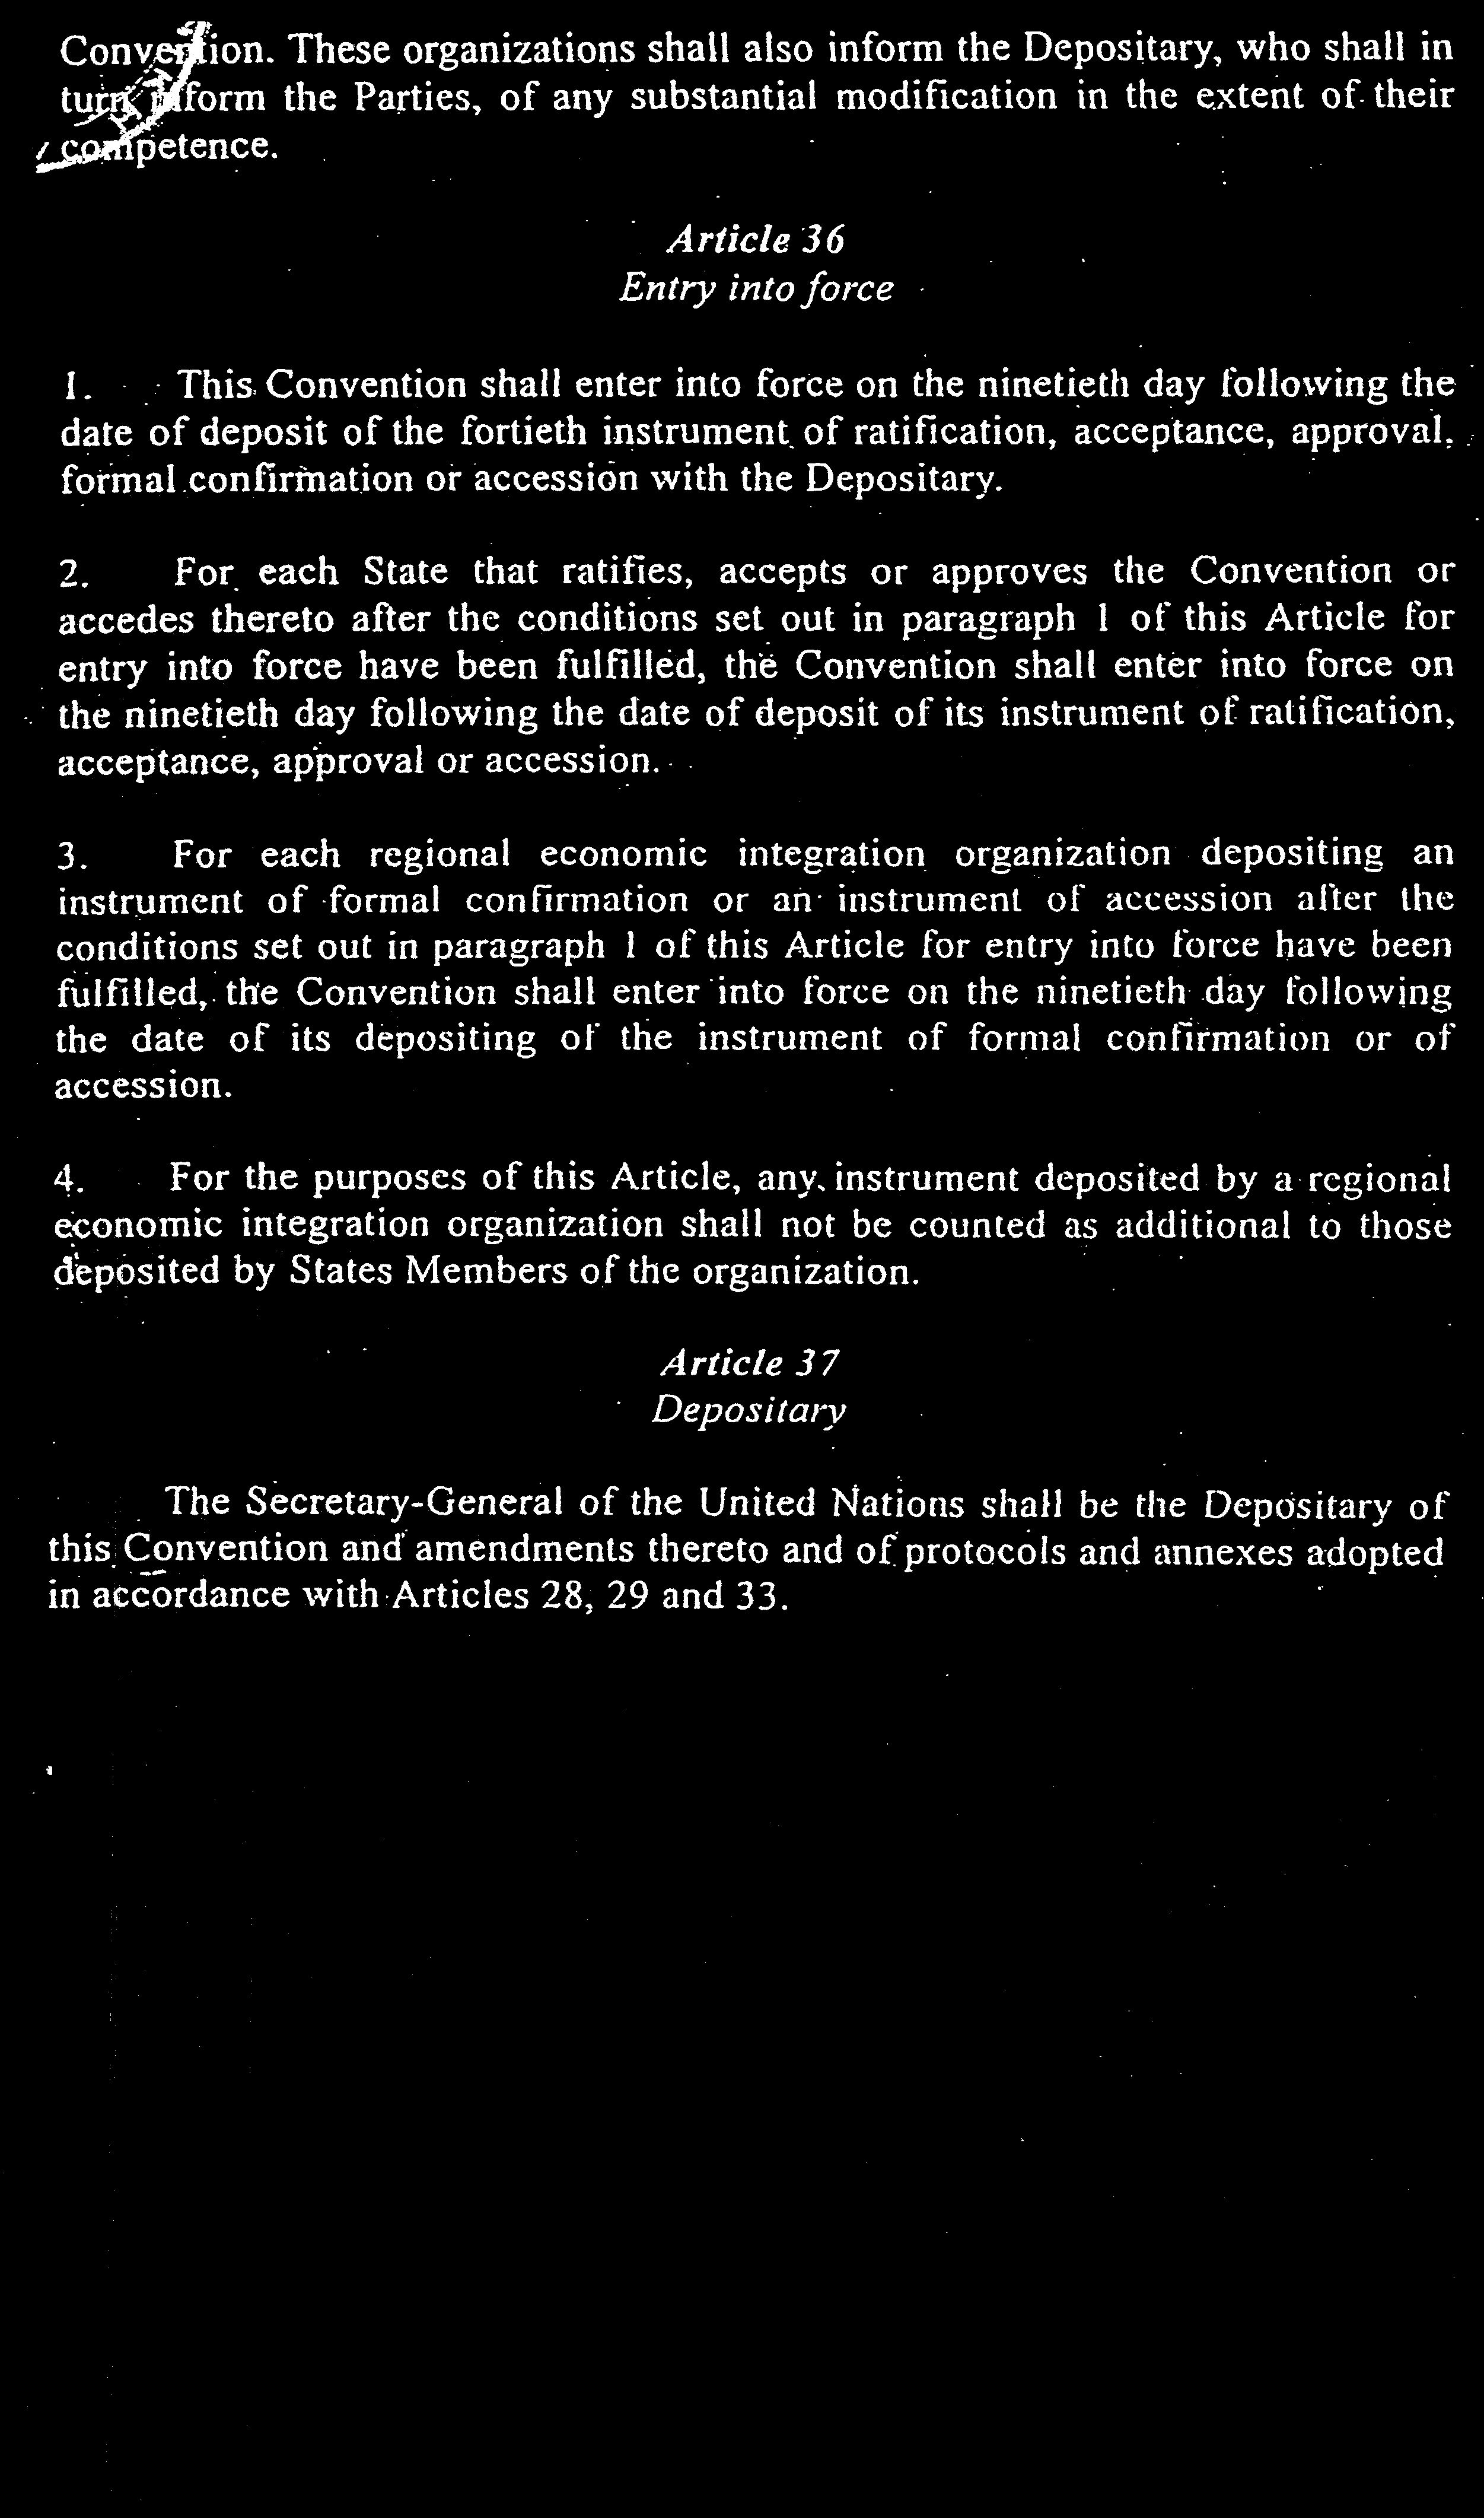 Convention. These organizations shall also inform the Depositary, who shall in
turn inform the Parties, of any substantial modification in the extent of their
competence.
Article 36
Entry into force
1. This Convention shall enter into force on the ninetieth day following the
date of deposit of the fortieth instrument of ratification, acceptance, approval,
formal confirmation or accession with the Depositary.
2. For each State that ratifies, accepts or approves the Convention or
accedes thereto after the conditions set out in paragraph 1 of this Article for
entry into force have been fulfilled, the Convention shall enter into force on
the ninetieth day following the date of deposit of its instrument of ratification,
acceptance, approval or accession.
3. For each regional economic integration organization depositing an
instrument of formal confirmation or an instrument of accession after the
conditions set out in paragraph 1 of this Article for entry into force have been
fulfilled, the Convention shall enter into force on the ninetieth day following
the date of its depositing of the instrument of formal confirmation or of
accession.
4. For the purposes of this Article, any instrument deposited by a regional
economic integration organization shall not be counted as additional to those
deposited by States Members of the organization.
Article 37
Depositary
The Secretary-General of the United Nations shall be the Depositary of
this Convention and amendments thereto and of protocols and annexes adopted
in accordance with Articles 28, 29 and 33.